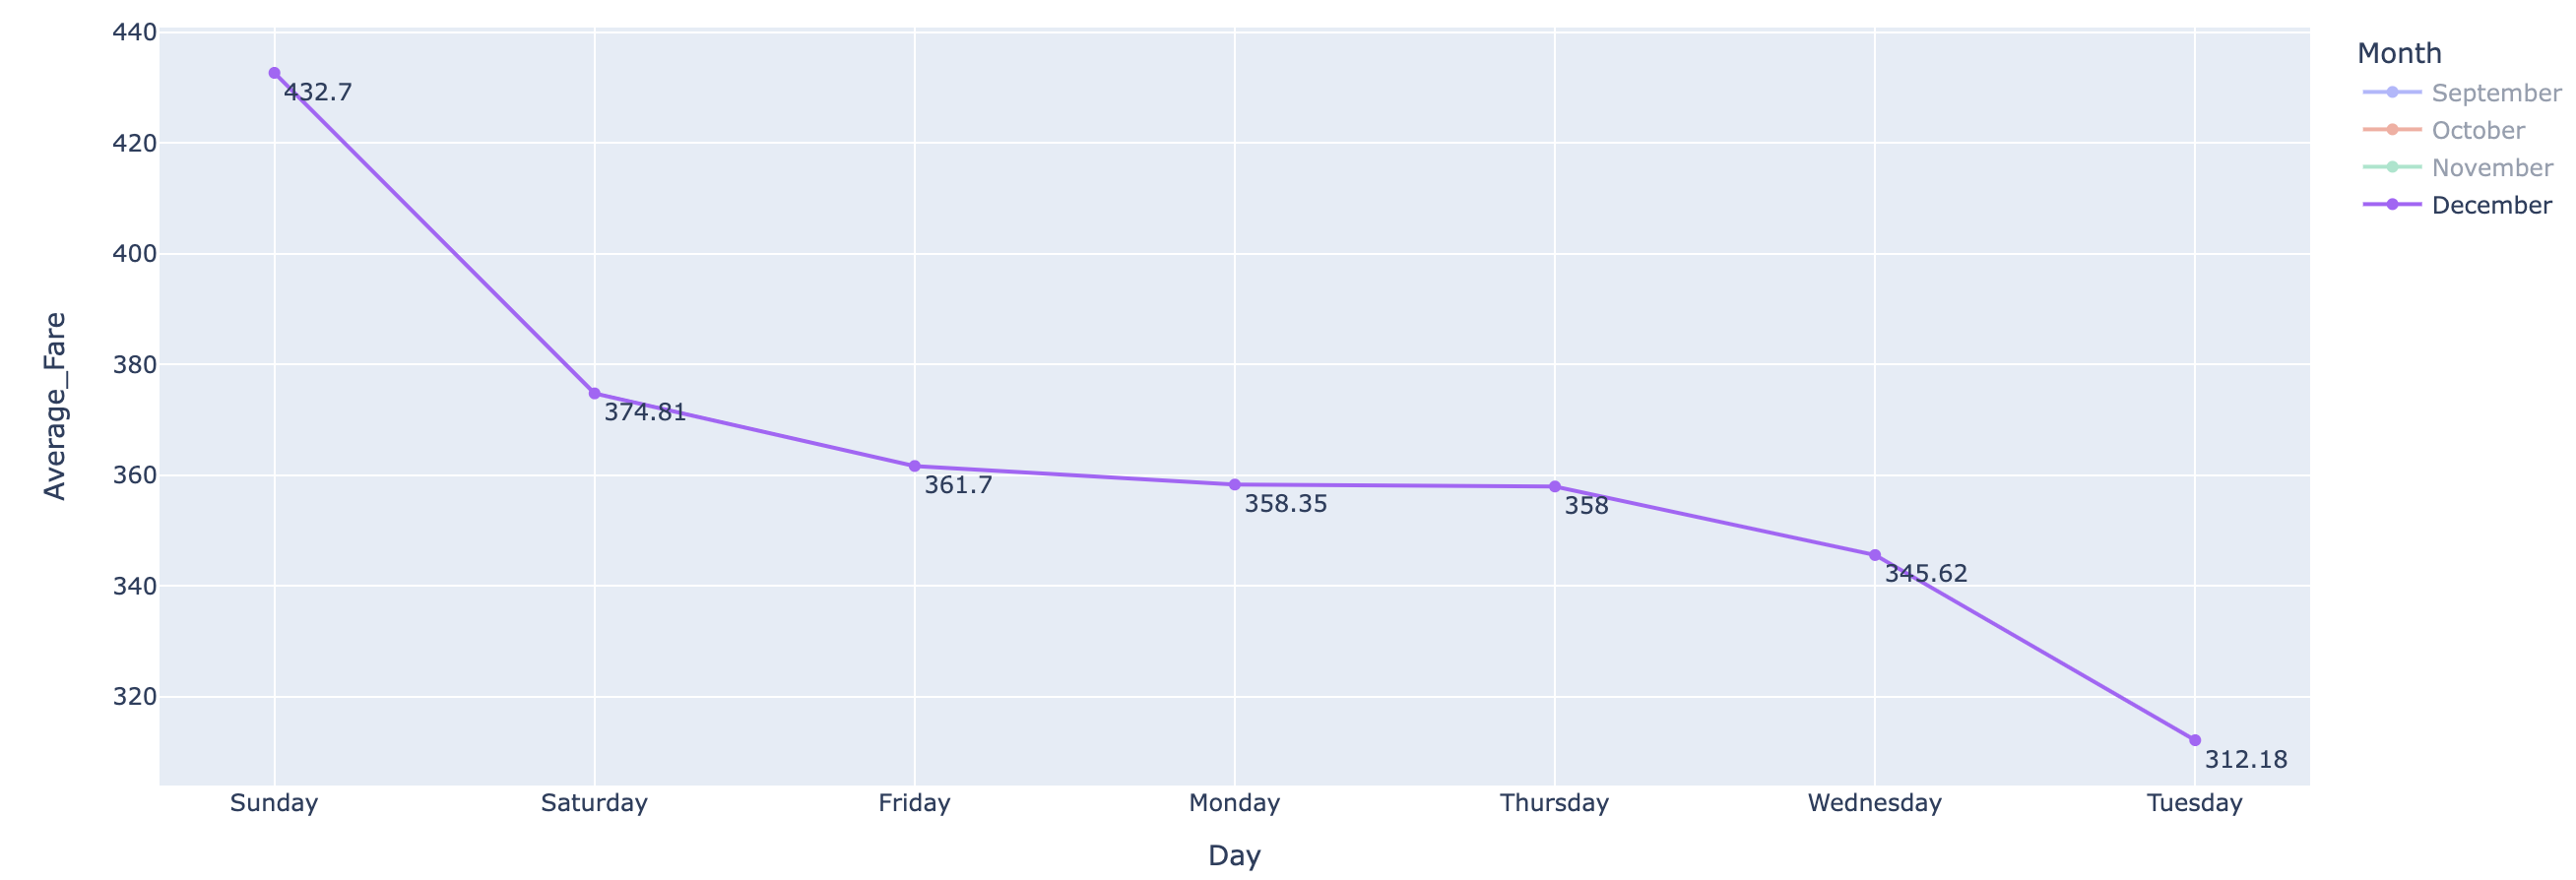 440
420
400
380
360
340
320
Average_Fare
432.7
374.81
361.7
358.35
358
345.62
312.18
Sunday Saturday Friday Monday Thursday Wednesday Tuesday
Day
Month
September
October
November
December